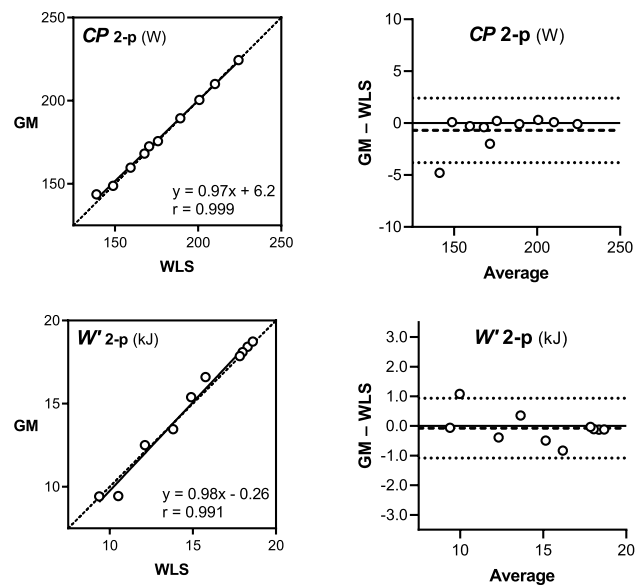 CP 2-p (W)
250
200
150
GM
y = 0.97x + 6.2
r = 0.999
150 200 250
WLS
CP 2-p (W)
10
5
0
-5
-10
GM – WLS
150 200 250
Average
W' 2-p (kJ)
20
10
GM
y = 0.98x - 0.26
r = 0.991
10 15 20
WLS
W' 2-p (kJ)
3.0
2.0
1.0
0.0
-1.0
-2.0
-3.0
GM – WLS
10 15 20
Average